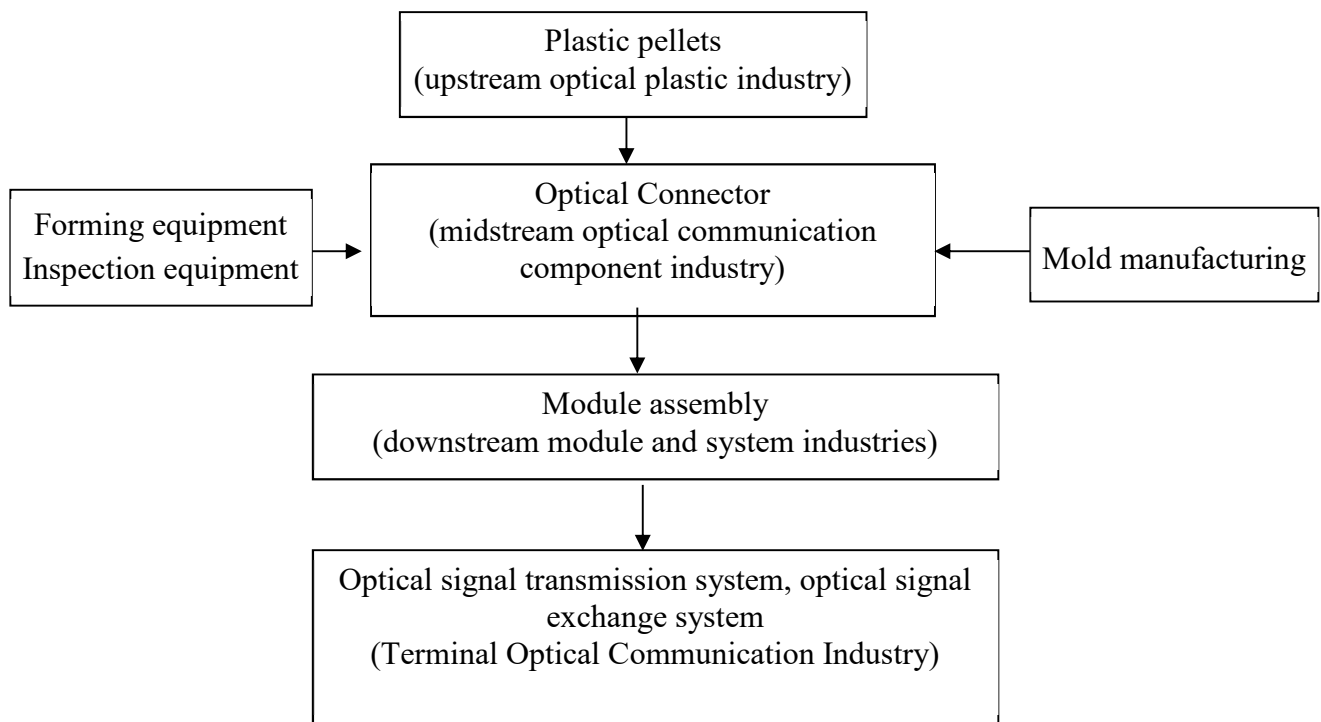 Plastic pellets
(upstream optical plastic industry)
Forming equipment
Inspection equipment
Optical Connector
(midstream optical communication
component industry)
Mold manufacturing
Module assembly
(downstream module and system industries)
Optical signal transmission system, optical signal
exchange system
(Terminal Optical Communication Industry)